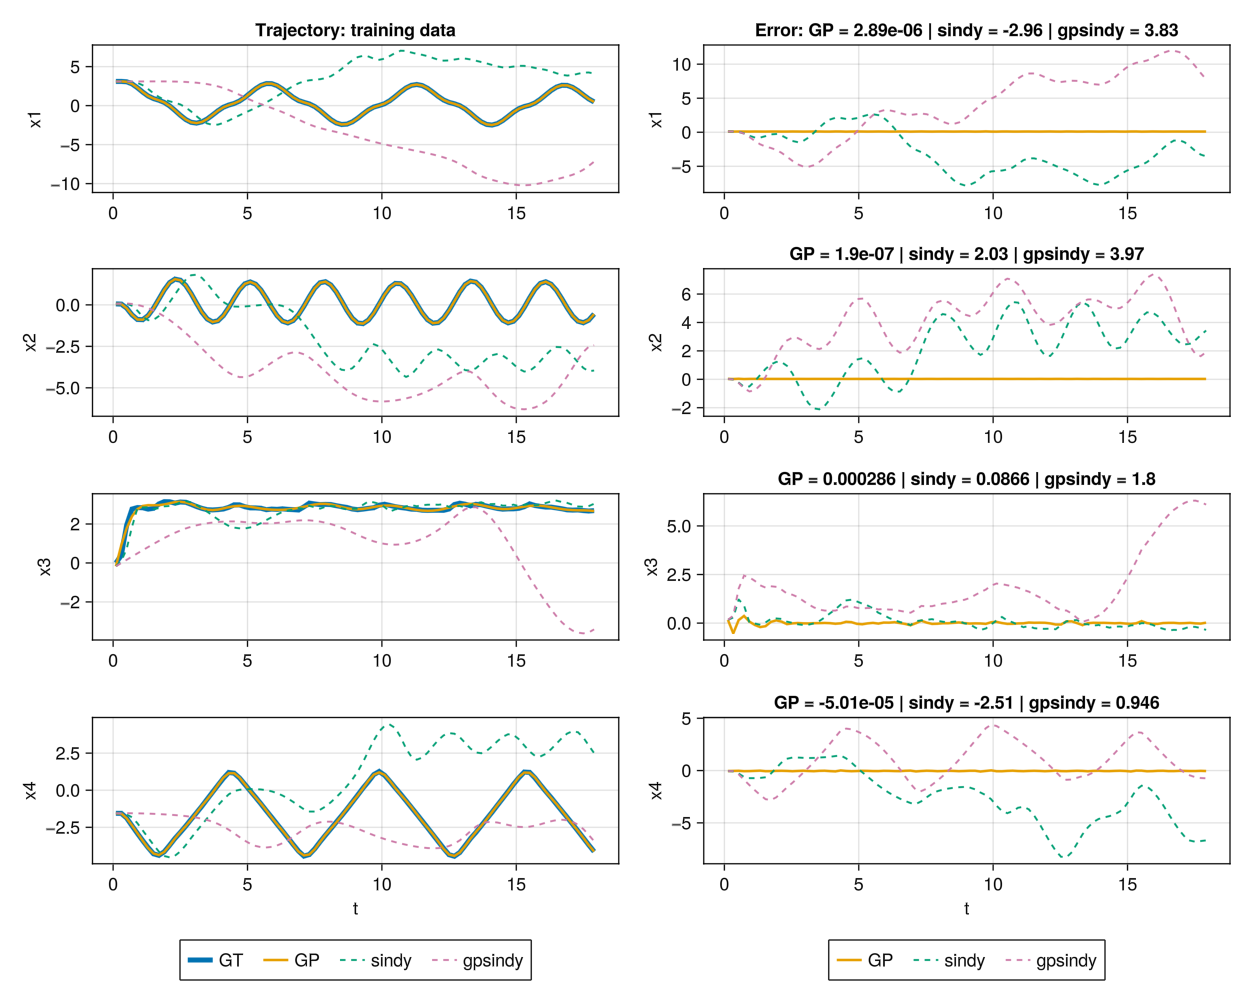 Trajectory: training data
Error: GP = 2.89e-06 | sindy = -2.96 | gpsindy = 3.83
x1
5
0
−5
−10
0 5 10 15
x1
10
5
0
−5
0 5 10 15
GP = 1.9e-07 | sindy = 2.03 | gpsindy = 3.97
x2
0.0
−2.5
−5.0
0 5 10 15
x2
6
4
2
0
−2
0 5 10 15
GP = 0.000286 | sindy = 0.0866 | gpsindy = 1.8
x3
2
0
−2
0 5 10 15
x3
5.0
2.5
0.0
0 5 10 15
GP = -5.01e-05 | sindy = -2.51 | gpsindy = 0.946
x4
2.5
0.0
−2.5
0 5 10 15
t
x4
5
0
−5
0 5 10 15
t
GT GP sindy gpsindy
GP sindy gpsindy